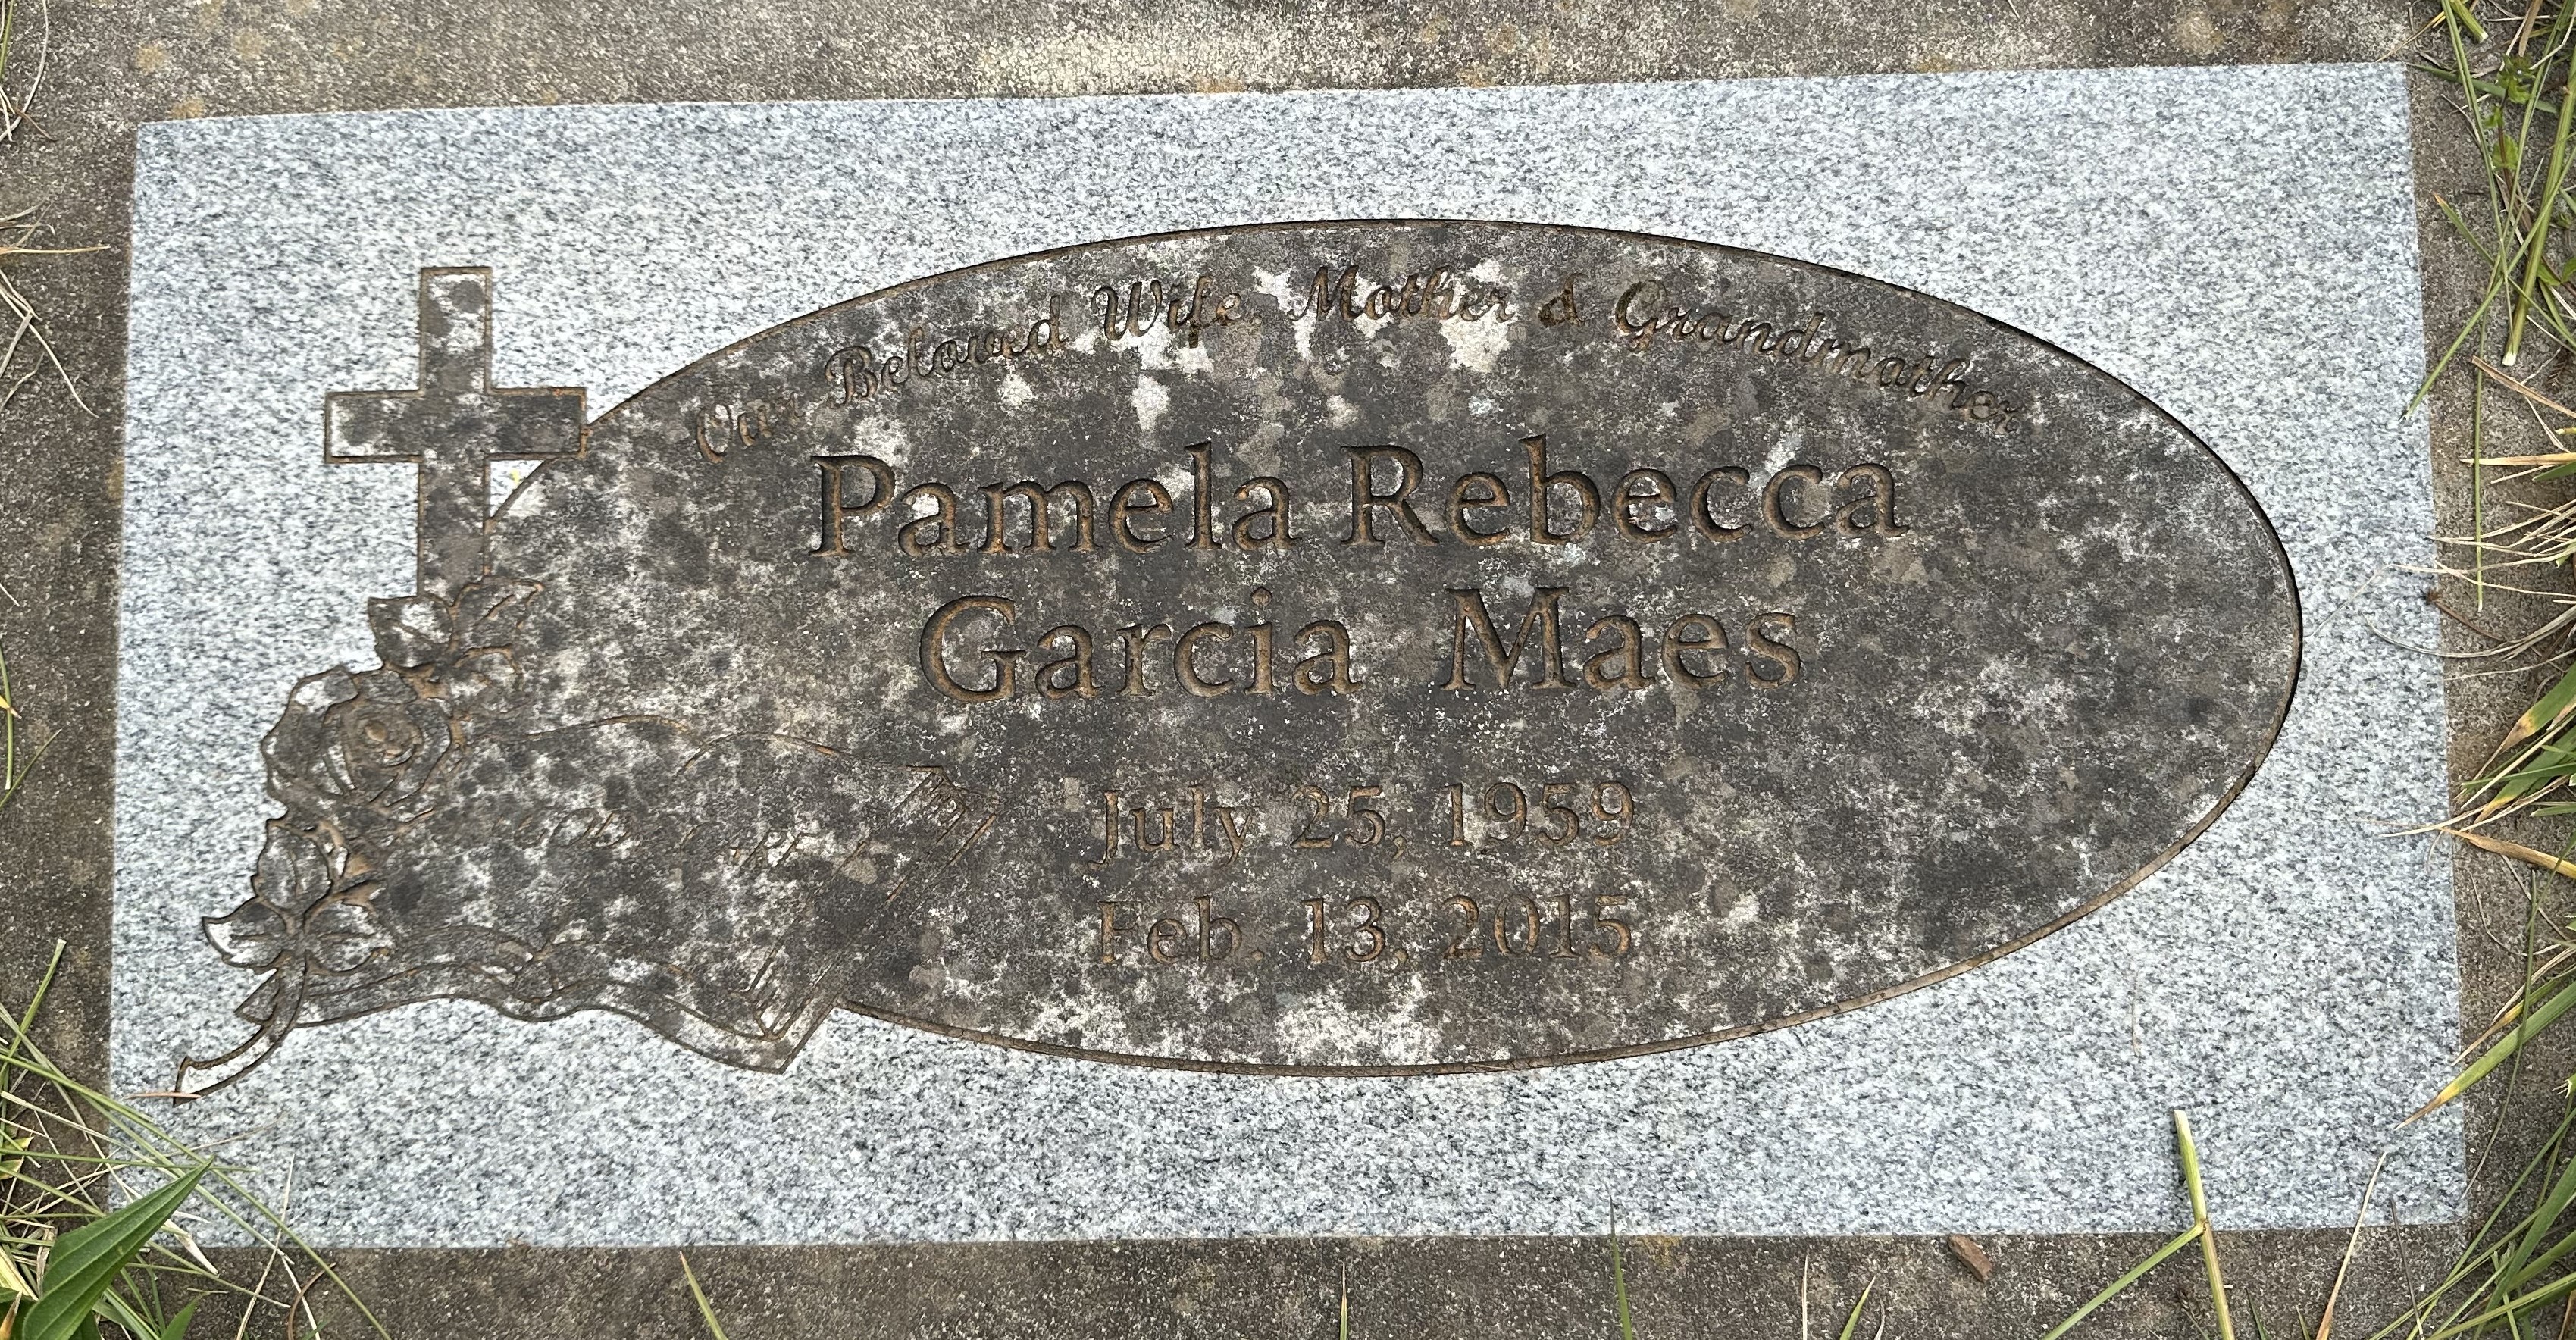 Our Beloved Wife, Mother & Grandmother
Pamela Rebecca
Garcia Maes
July 25, 1959
Feb. 13, 2015